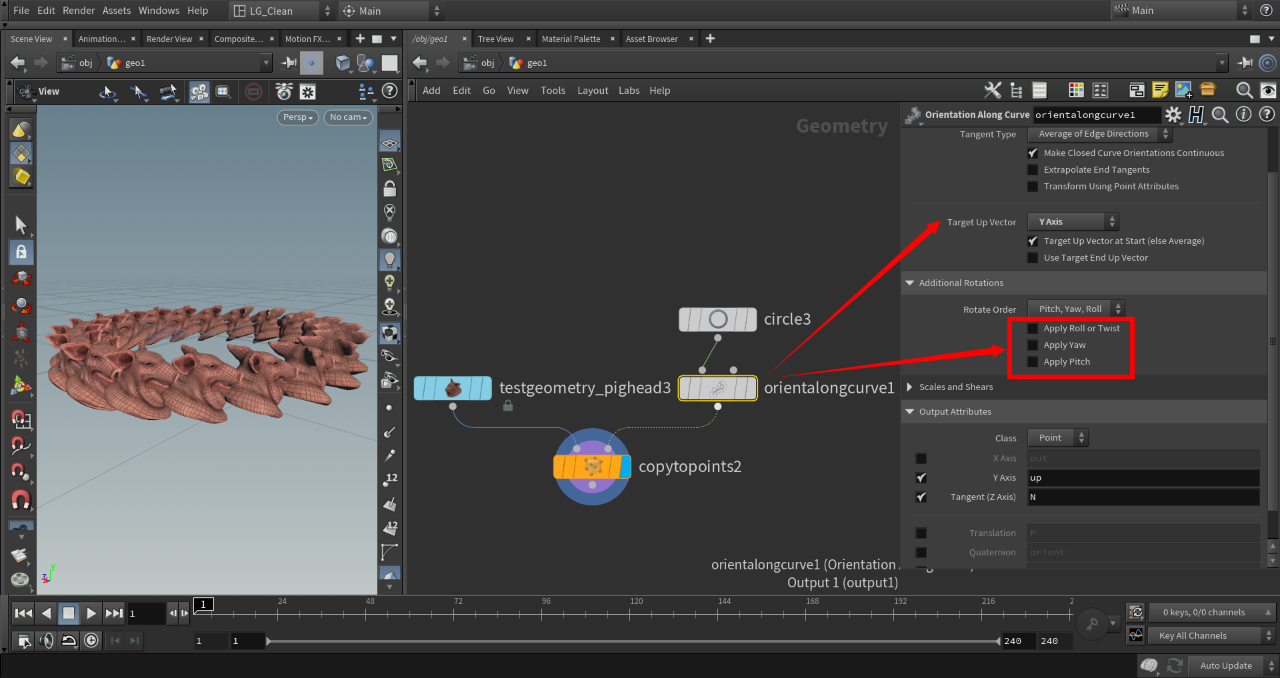 File Edit Render Assets Windows Help LG_Clean Main Main
Scene View Animation... Render View Composite... Motion FX...
/obj/geo1 Tree View Material Palette Asset Browser
obj geo1
obj geo1
View
Add Edit Go View Tools Layout Labs Help
Persp No cam
Geometry
Orientation Along Curve orientalongcurve1
Tangent Type Average of Edge Directions
Make Closed Curve Orientations Continuous
Extrapolate End Tangents
Transform Using Point Attributes
Target Up Vector Y Axis
Target Up Vector at Start (else Average)
Use Target End Up Vector
Additional Rotations
Rotate Order Pitch, Yaw, Roll
Apply Roll or Twist
Apply Yaw
Apply Pitch
Scales and Shears
Output Attributes
Class Point
X Axis out
Y Axis up
Tangent (Z Axis) N
Translation P
Quaternion orient
circle3
testgeometry_pighead3
orientalongcurve1
copytopoints2
orientalongcurve1 (Orientation
Output 1 (output1)
12
12
y
z
1
1
24 48 72 96 120 144 168 192 216 2
1 1 240 240
0 keys, 0/0 channels
Key All Channels
Auto Update